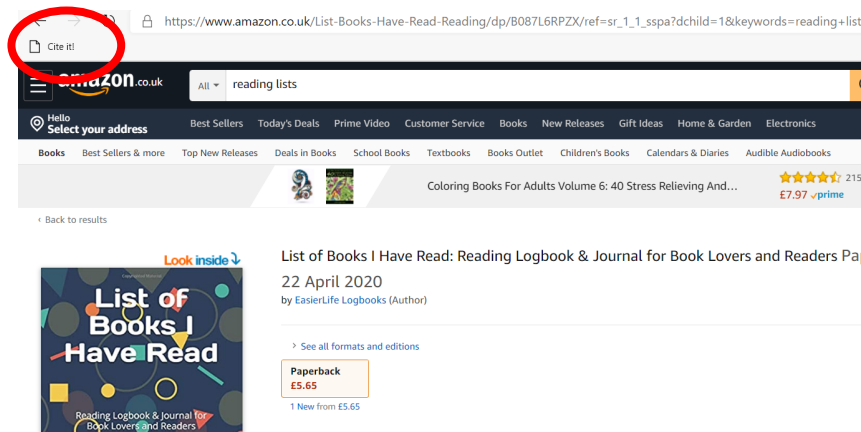 https://www.amazon.co.uk/List-Books-Have-Read-Reading/dp/B087L6RPZX/ref=sr_1_1_sspa?dchild=1&keywords=reading+list
Cite it!
amazon.co.uk
All reading lists
Hello
Select your address
Best Sellers Today's Deals Prime Video Customer Service Books New Releases Gift Ideas Home & Garden Electronics
Books Best Sellers & more Top New Releases Deals in Books School Books Textbooks Books Outlet Children's Books Calendars & Diaries Audible Audiobooks
Coloring Books For Adults Volume 6: 40 Stress Relieving And...
215
£7.97 prime
‹ Back to results
Look inside
List of Books I Have Read: Reading Logbook & Journal for Book Lovers and Readers Pap
22 April 2020
by EasierLife Logbooks (Author)
› See all formats and editions
Paperback
£5.65
1 New from £5.65
List of
Books I
Have Read
Reading Logbook & Journal for
Book Lovers and Readers